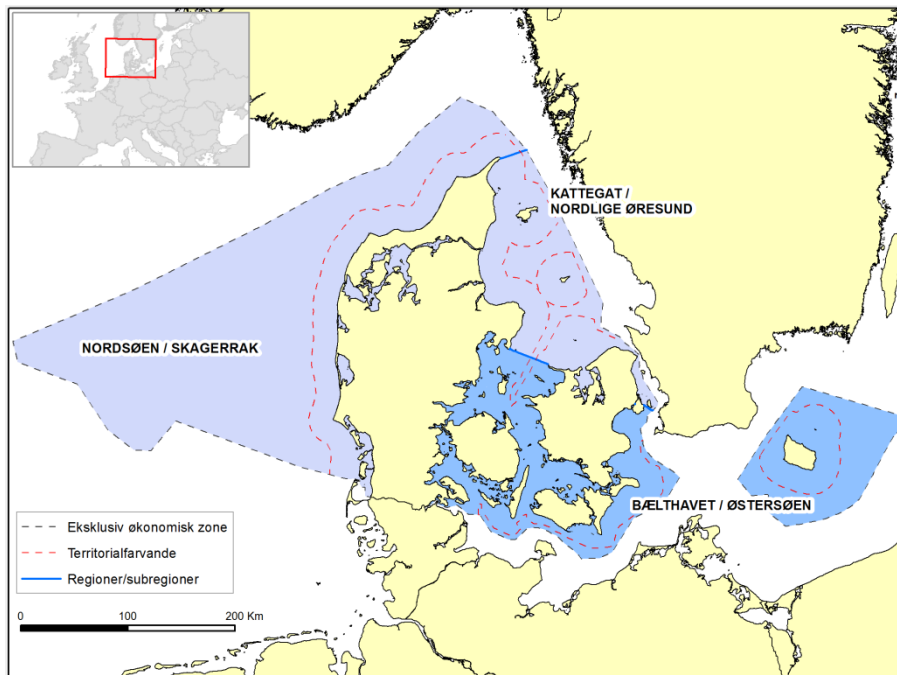 KATTEGAT /
NORDLIGE ØRESUND
NORDSØEN / SKAGERRAK
BÆLTHAVET / ØSTERSØEN
Eksklusiv økonomisk zone
Territorialfarvande
Regioner/subregioner
0 100 200 Km